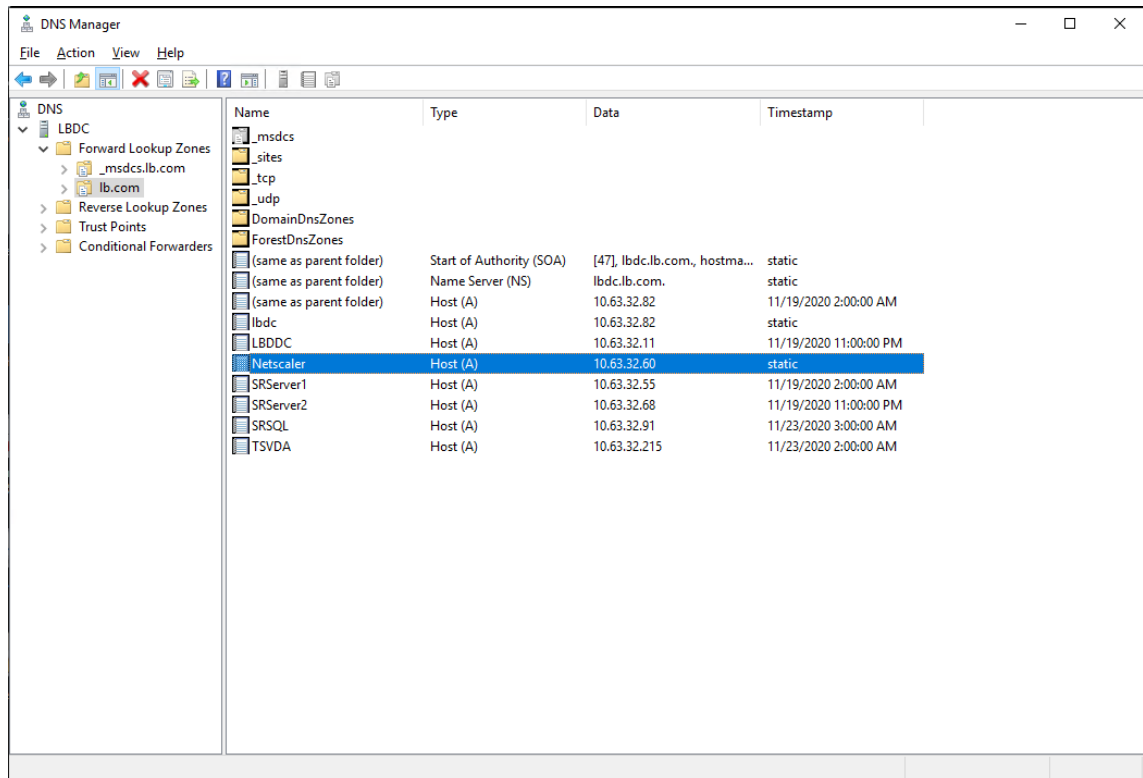 DNS Manager
File Action View Help
DNS
LBDC
Forward Lookup Zones
_msdcs.lb.com
lb.com
Reverse Lookup Zones
Trust Points
Conditional Forwarders
Name Type Data Timestamp
_msdcs
_sites
_tcp
_udp
DomainDnsZones
ForestDnsZones
(same as parent folder) Start of Authority (SOA) [47], lbdc.lb.com., hostma... static
(same as parent folder) Name Server (NS) lbdc.lb.com. static
(same as parent folder) Host (A) 10.63.32.82 11/19/2020 2:00:00 AM
lbdc Host (A) 10.63.32.82 static
LBDDC Host (A) 10.63.32.11 11/19/2020 11:00:00 PM
Netscaler Host (A) 10.63.32.60 static
SRServer1 Host (A) 10.63.32.55 11/19/2020 2:00:00 AM
SRServer2 Host (A) 10.63.32.68 11/19/2020 11:00:00 PM
SRSQL Host (A) 10.63.32.91 11/23/2020 3:00:00 AM
TSVDA Host (A) 10.63.32.215 11/23/2020 2:00:00 AM